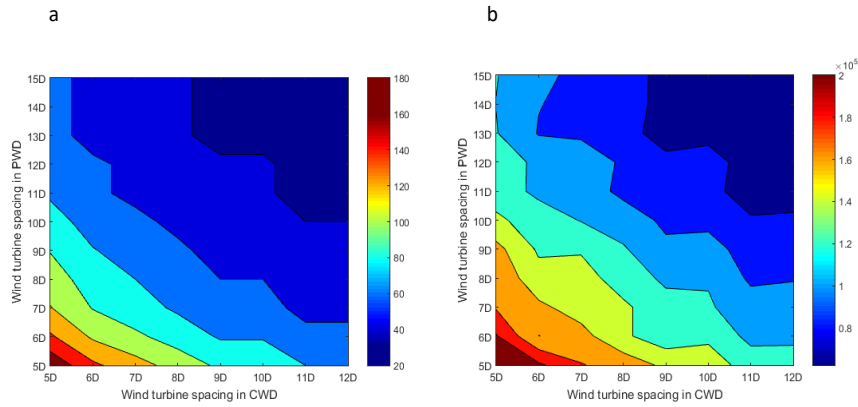 a
b
15D
14D
13D
12D
11D
10D
9D
8D
7D
6D
5D
Wind turbine spacing in PWD
5D 6D 7D 8D 9D 10D 11D 12D
Wind turbine spacing in CWD
180
160
140
120
100
80
60
40
20
15D
14D
13D
12D
11D
10D
9D
8D
7D
6D
5D
Wind turbine spacing in PWD
5D 6D 7D 8D 9D 10D 11D 12D
Wind turbine spacing in CWD
×10⁵
2
1.8
1.6
1.4
1.2
1
0.8